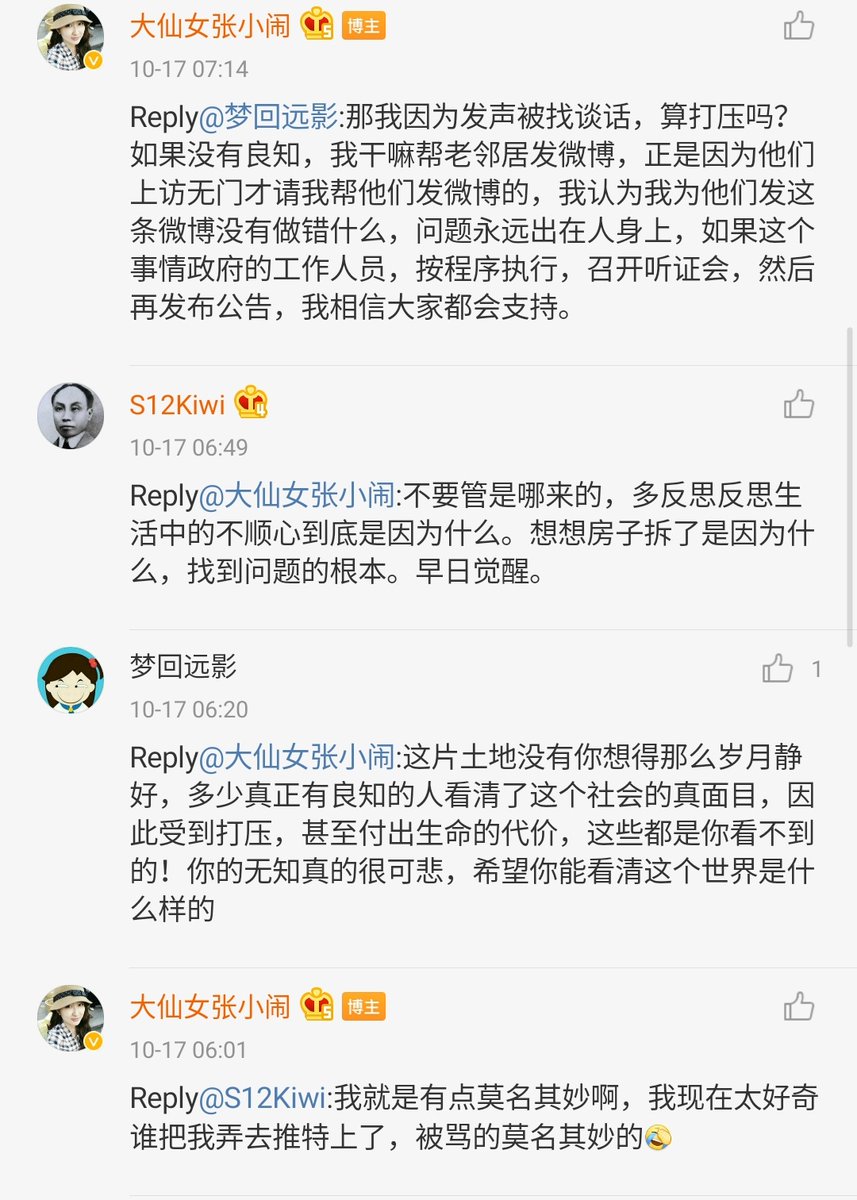 大仙女张小闹 5 博主
10-17 07:14
Reply@梦回远影:那我因为发声被找谈话，算打压吗？
如果没有良知，我干嘛帮老邻居发微博，正是因为他们
上访无门才请我帮他们发微博的，我认为我为他们发这
条微博没有做错什么，问题永远出在人身上，如果这个
事情政府的工作人员，按程序执行，召开听证会，然后
再发布公告，我相信大家都会支持。
S12Kiwi 4
10-17 06:49
Reply@大仙女张小闹:不要管是哪来的，多反思反思生
活中的不顺心到底是因为什么。想想房子拆了是因为什
么，找到问题的根本。早日觉醒。
梦回远影 1
10-17 06:20
Reply@大仙女张小闹:这片土地没有你想得那么岁月静
好，多少真正有良知的人看清了这个社会的真面目，因
此受到打压，甚至付出生命的代价，这些都是你看不到
的！你的无知真的很可悲，希望你能看清这个世界是什
么样的
大仙女张小闹 5 博主
10-17 06:01
Reply@S12Kiwi:我就是有点莫名其妙啊，我现在太好奇
谁把我弄去推特上了，被骂的莫名其妙的🤣